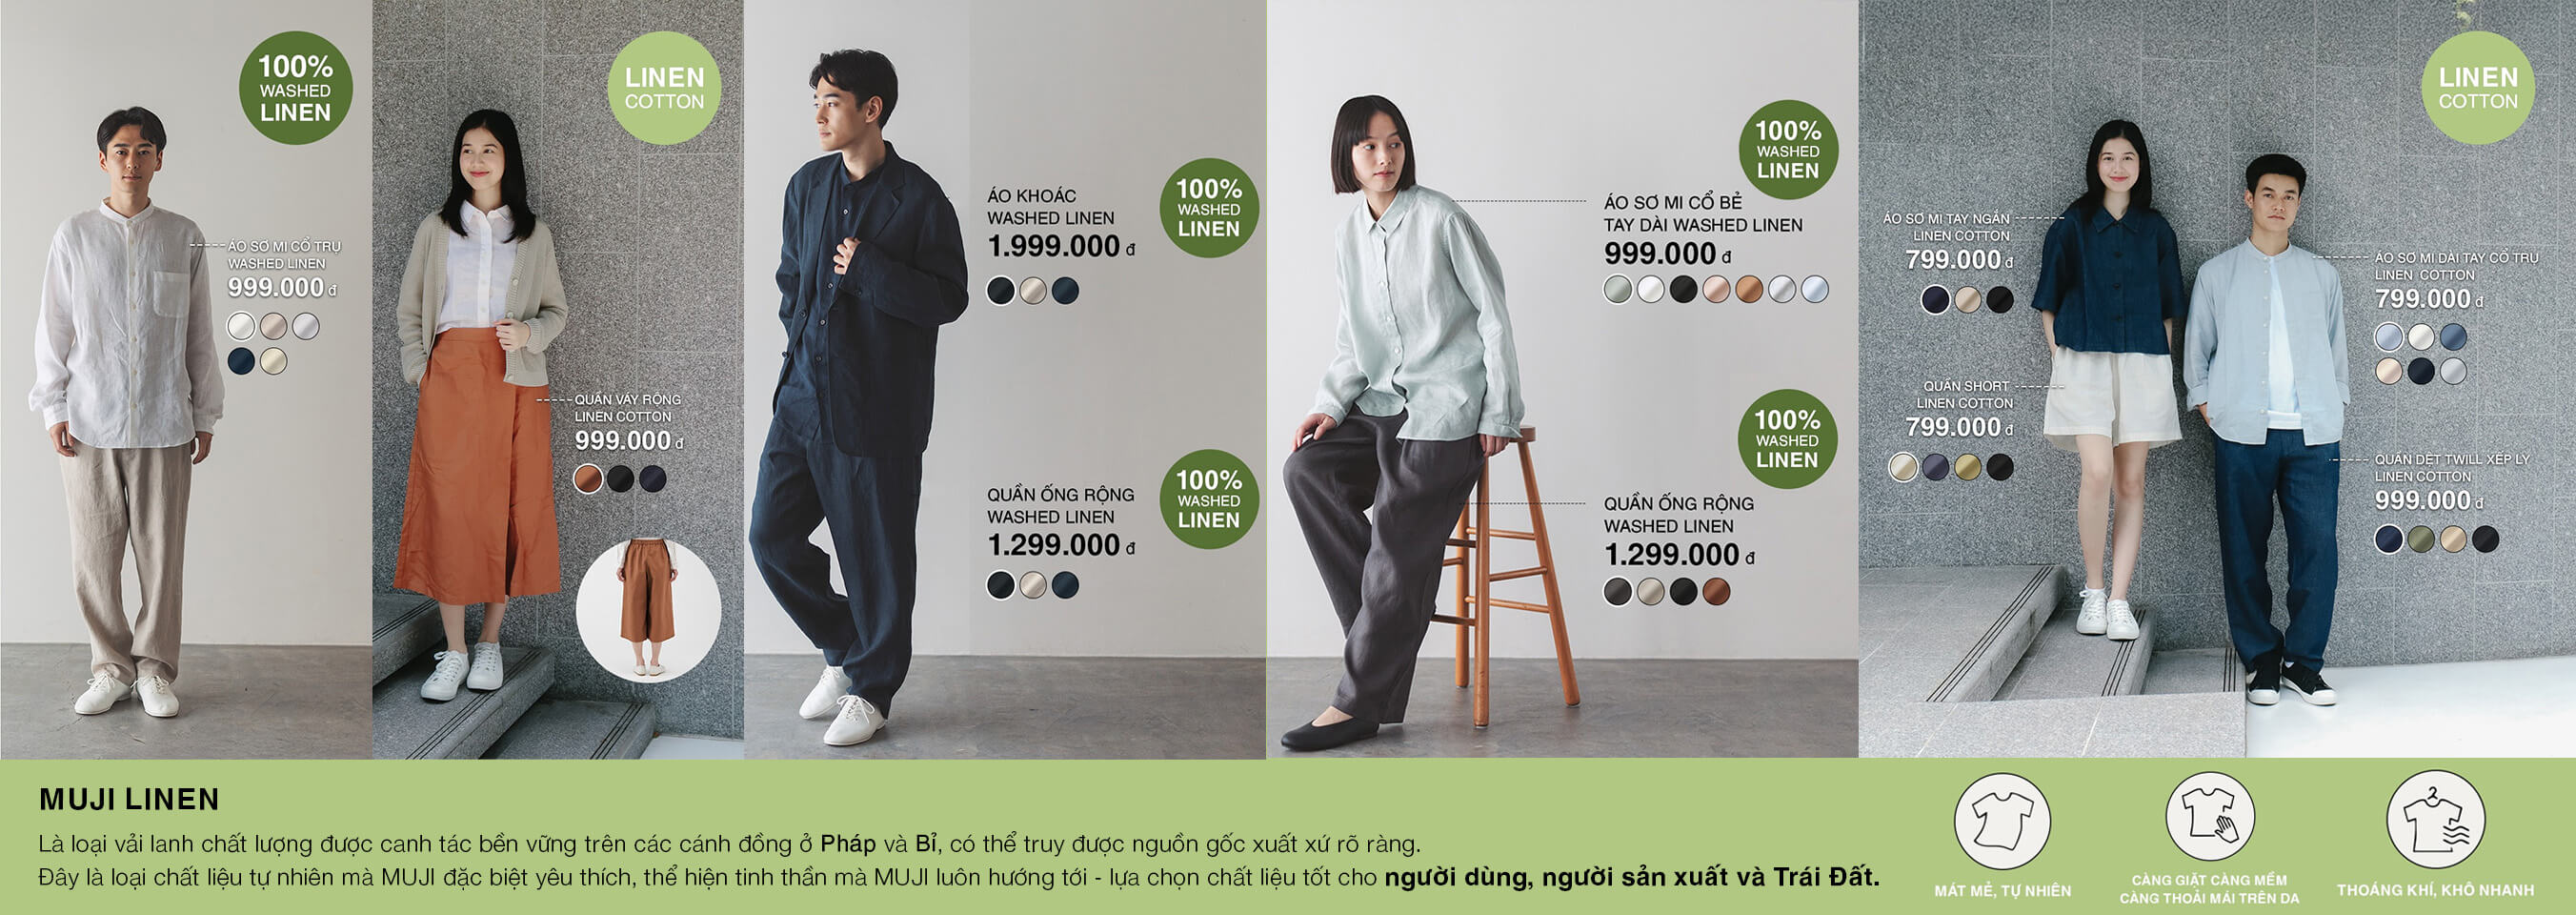 100%
WASHED
LINEN
ÁO SƠ MI CỔ TRỤ
WASHED LINEN
999.000 đ
LINEN
COTTON
QUẦN VÁY RỘNG
LINEN COTTON
999.000 đ
ÁO KHOÁC
WASHED LINEN
1.999.000 đ
100%
WASHED
LINEN
QUẦN ỐNG RỘNG
WASHED LINEN
1.299.000 đ
100%
WASHED
LINEN
100%
WASHED
LINEN
ÁO SƠ MI CỔ BẺ
TAY DÀI WASHED LINEN
999.000 đ
100%
WASHED
LINEN
QUẦN ỐNG RỘNG
WASHED LINEN
1.299.000 đ
LINEN
COTTON
ÁO SƠ MI TAY NGẮN
LINEN COTTON
799.000 đ
QUẦN SHORT
LINEN COTTON
799.000 đ
ÁO SƠ MI DÀI TAY CỔ TRỤ
LINEN COTTON
799.000 đ
QUẦN DỆT TWILL XẾP LY
LINEN COTTON
999.000 đ
MUJI LINEN
Là loại vải lanh chất lượng được canh tác bền vững trên các cánh đồng ở Pháp và Bỉ, có thể truy được nguồn gốc xuất xứ rõ ràng.
Đây là loại chất liệu tự nhiên mà MUJI đặc biệt yêu thích, thể hiện tinh thần mà MUJI luôn hướng tới - lựa chọn chất liệu tốt cho người dùng, người sản xuất và Trái Đất.
MÁT MẺ, TỰ NHIÊN
CÀNG GIẶT CÀNG MỀM
CÀNG THOẢI MÁI TRÊN DA
THOÁNG KHÍ, KHÔ NHANH